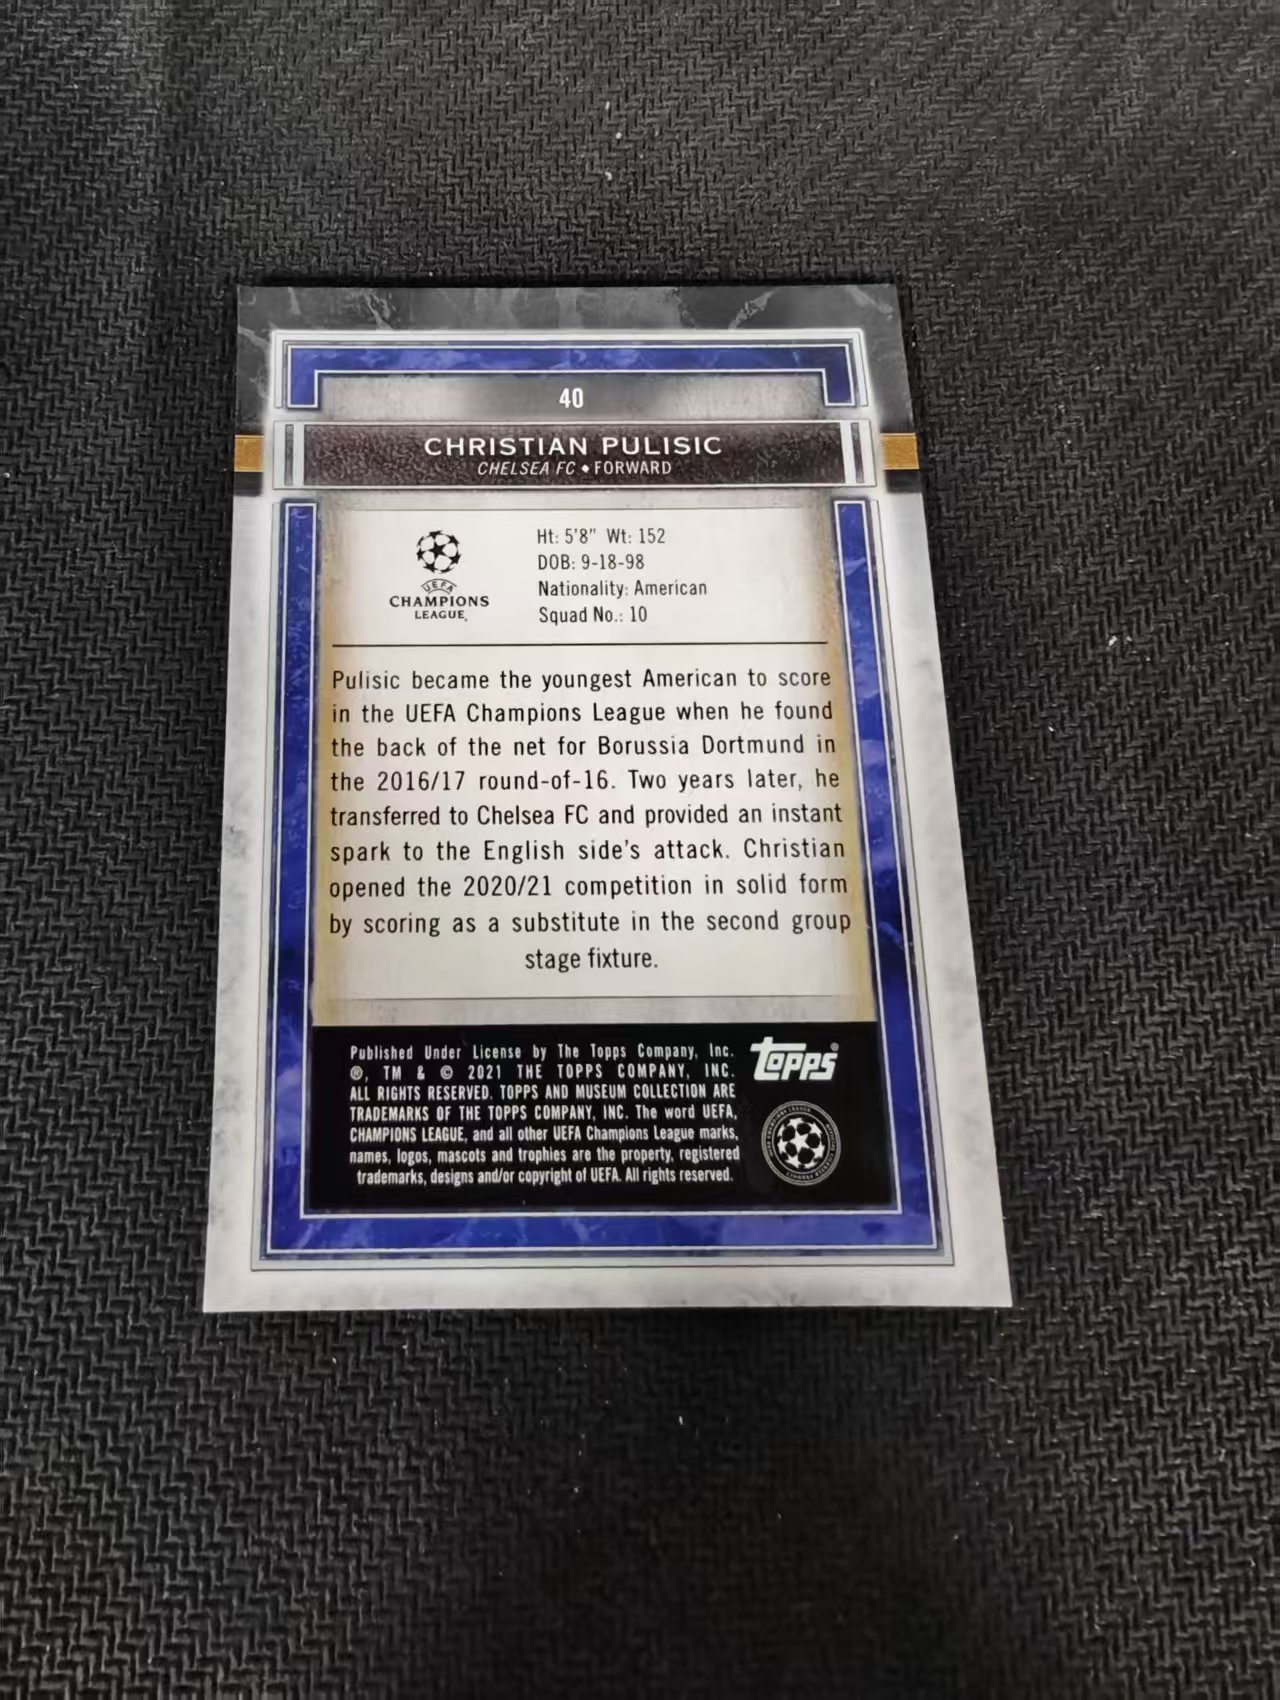 40
CHRISTIAN PULISIC
CHELSEA FC ◆ FORWARD
UEFA
CHAMPIONS
LEAGUE
Ht: 5'8" Wt: 152
DOB: 9-18-98
Nationality: American
Squad No.: 10
Pulisic became the youngest American to score
in the UEFA Champions League when he found
the back of the net for Borussia Dortmund in
the 2016/17 round-of-16. Two years later, he
transferred to Chelsea FC and provided an instant
spark to the English side's attack. Christian
opened the 2020/21 competition in solid form
by scoring as a substitute in the second group
stage fixture.
Published Under License by The Topps Company, Inc.
®, TM & © 2021 THE TOPPS COMPANY, INC.
ALL RIGHTS RESERVED. TOPPS AND MUSEUM COLLECTION ARE
TRADEMARKS OF THE TOPPS COMPANY, INC. The word UEFA,
CHAMPIONS LEAGUE, and all other UEFA Champions League marks,
names, logos, mascots and trophies are the property, registered
trademarks, designs and/or copyright of UEFA. All rights reserved.
Topps®